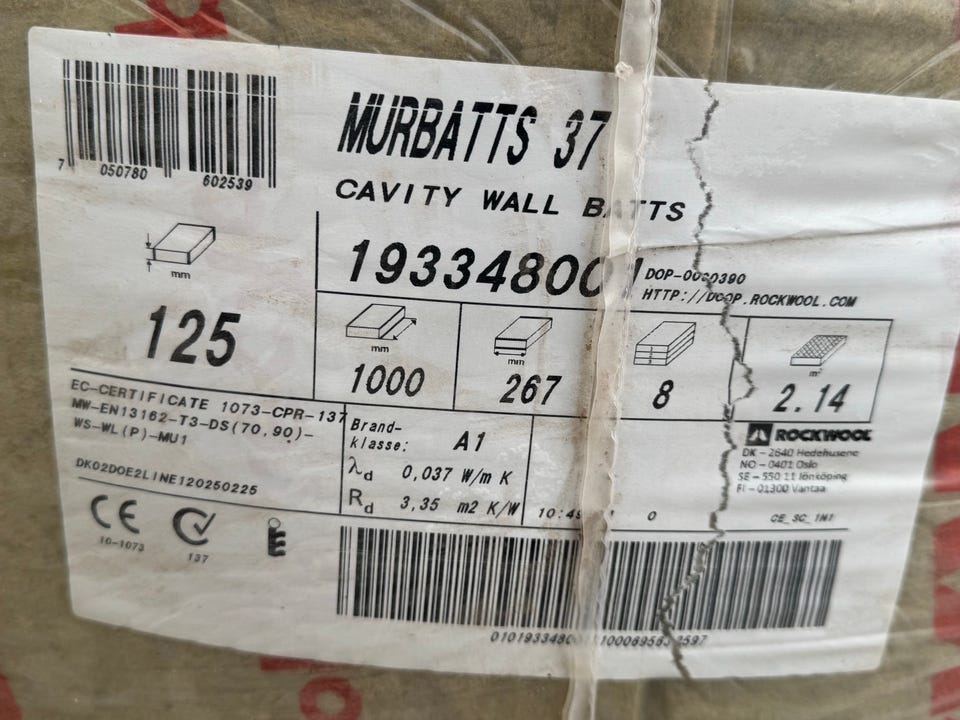 7 050780 602539
MURBATTS 37
CAVITY WALL BATTS
DOP-0000390
HTTP://DOP.ROCKWOOL.COM
mm
125
mm
1000
mm
267
8
m²
2.14
EC-CERTIFICATE 1073-CPR-137
MW-EN13162-T3-DS(70,90)-
WS-WL(P)-MU1
DK02DOE2LINE120250225
CE
10-1073
137
Brand-
klasse: A1
λd 0,037 W/m K
Rd 3,35 m2 K/W
0
ROCKWOOL
DK - 2640 Hedehusene
NO - 0401 Oslo
SE - 550 11 Jönköping
FI - 01300 Vantaa
CE_SC_1N1